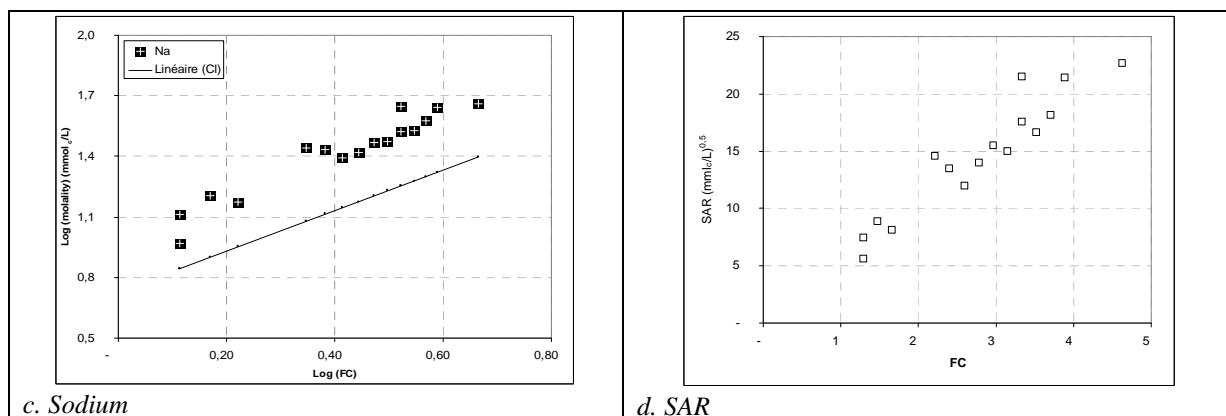 2,0
Na
Linéaire (Cl)
1,7
1,4
1,1
0,8
0,5
Log (molality) (mmol c/L)
-
0,20
0,40
0,60
0,80
Log (FC)
c. Sodium
25
20
15
10
5
-
SAR (mmlc/L)0,5
-
1
2
3
4
5
FC
d. SAR